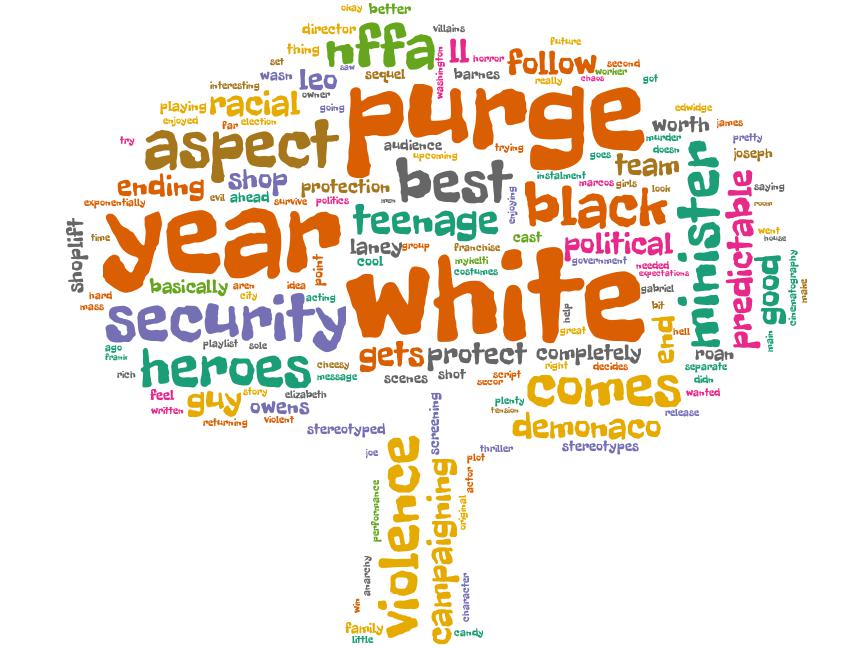 okay better
director
nffa
villains
washington
ll
horror
future
thing
set
saw
sequel
barnes
follow
worker
second
really
chaos
got
wasn
leo
interesting
owner
going
playing
racial
purge
edwidge
enjoyed
far
election
worth
james
try
aspect
audience
upcoming
trying
murder
pretty
goes
doesn
team
joseph
instalment
ending
shop
protection
best
marcos
girls
look
saying
exponentially
evil
ahead
survive
politics
room
year
teenage
enjoying
black
minister
predictable
shoplift
time
laney
group
franchise
cast
political
went
house
cool
mykelti
government
needed
expectations
good
cinematography
make
point
costumes
white
gabriel
basically
aren
idea
hard
mass
city
acting
security
help
bit
great
hell
end
main
playlist
sole
ago
frank
heroes
gets
protect
completely
roan
cheesy
message
right
decides
separate
rich
scenes
shot
script
secor
didn
feel
guy
story
elizabeth
comes
wanted
written
owens
plenty
tension
release
returning
violent
demonaco
stereotyped
screening
stereotypes
joe
thriller
plot
violence
campaigning
actor
performance
original
anarchy
character
win
family
little
candy